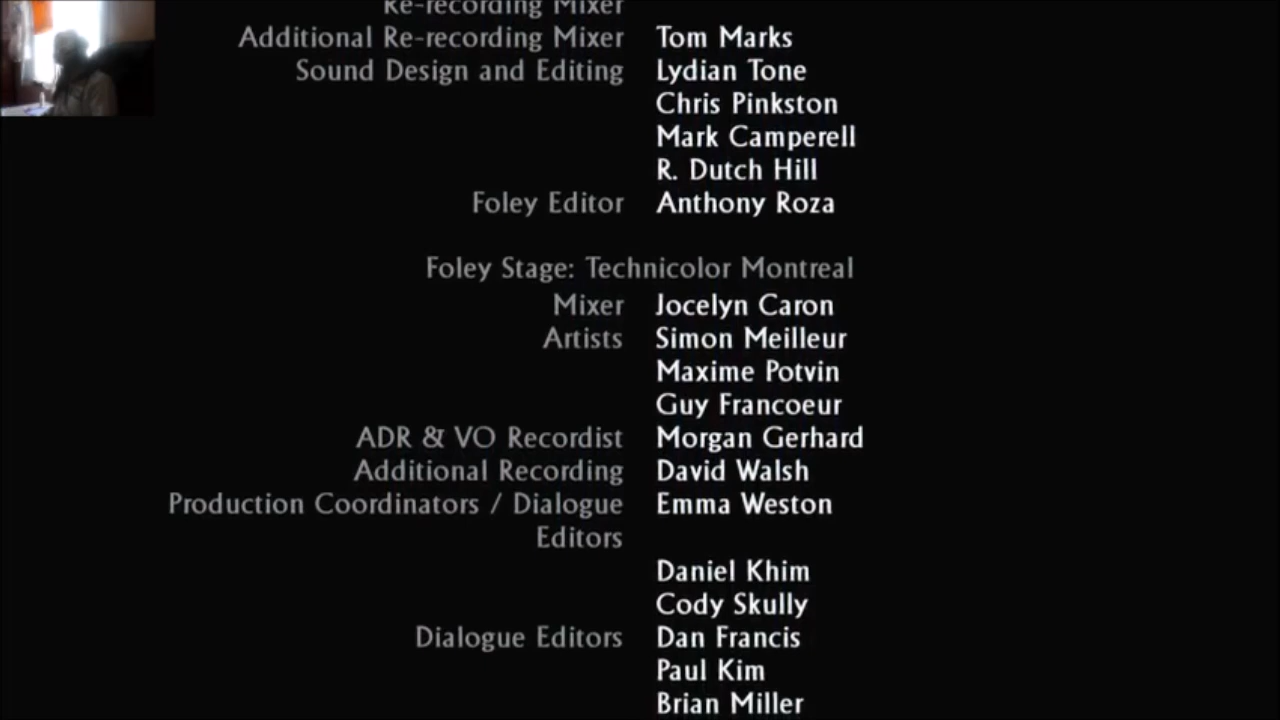 Re-recording Mixer
Additional Re-recording Mixer Tom Marks
Sound Design and Editing Lydian Tone
Chris Pinkston
Mark Camperell
R. Dutch Hill
Foley Editor Anthony Roza
Foley Stage: Technicolor Montreal
Mixer Jocelyn Caron
Artists Simon Meilleur
Maxime Potvin
Guy Francoeur
ADR & VO Recordist Morgan Gerhard
Additional Recording David Walsh
Production Coordinators / Dialogue Emma Weston
Editors
Daniel Khim
Cody Skully
Dialogue Editors Dan Francis
Paul Kim
Brian Miller